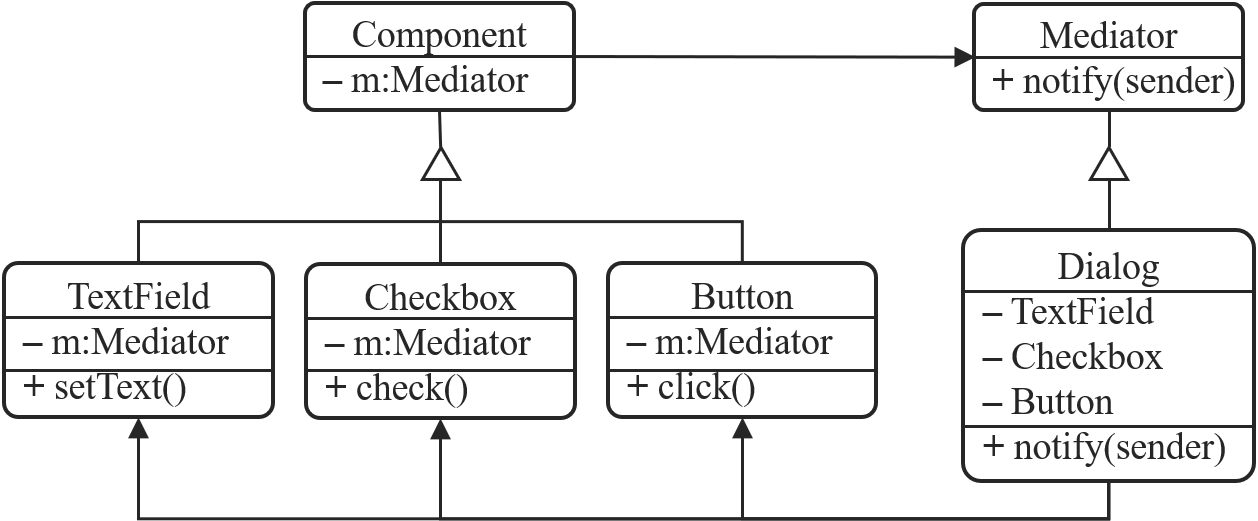 Component
– m:Mediator
Mediator
+ notify(sender)
TextField
– m:Mediator
+ setText()
Checkbox
– m:Mediator
+ check()
Button
– m:Mediator
+ click()
Dialog
– TextField
– Checkbox
– Button
+ notify(sender)